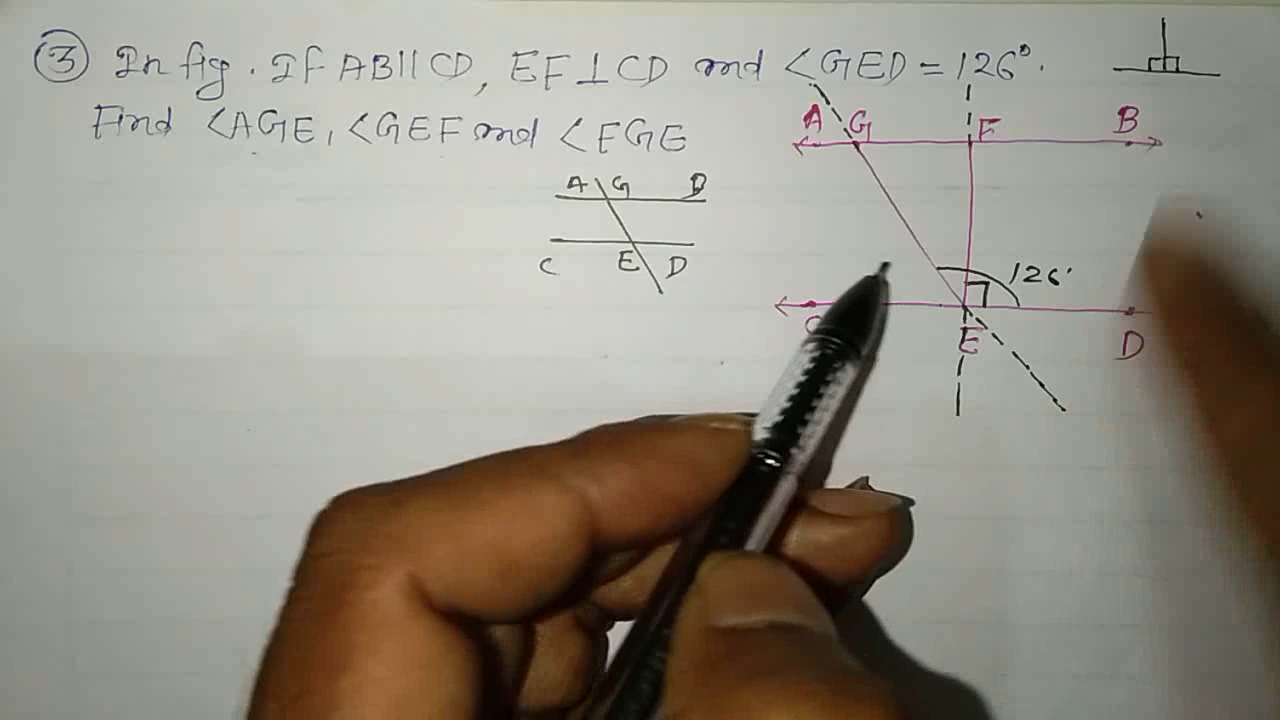 ③ In fig. If AB||CD, EF⊥CD and <GED = 126°.
Find <AGE, <GEF and <FGE
A G F B
A G B
C E D
126°
E D